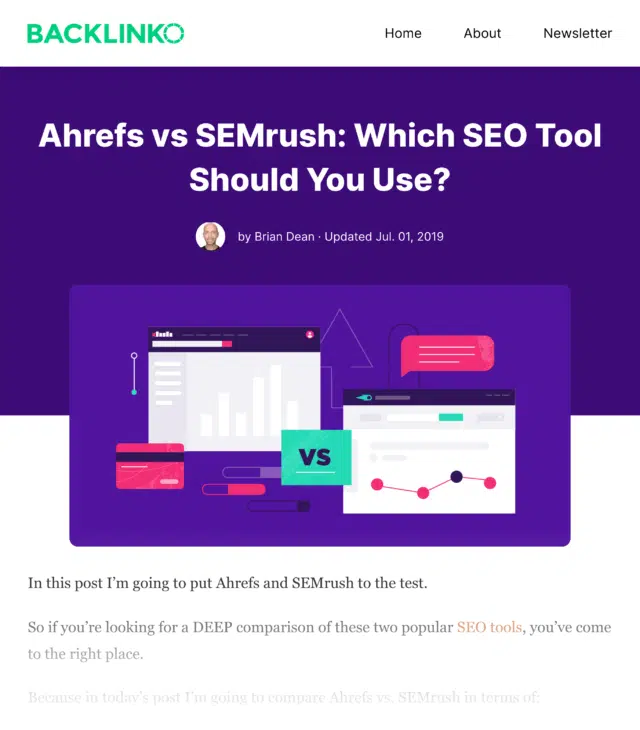 BACKLINKO
Home About Newsletter
Ahrefs vs SEMrush: Which SEO Tool
Should You Use?
by Brian Dean · Updated Jul. 01, 2019
VS
In this post I’m going to put Ahrefs and SEMrush to the test.
So if you’re looking for a DEEP comparison of these two popular SEO tools, you’ve come
to the right place.
Because in today’s post I’m going to compare Ahrefs vs. SEMrush in terms of: